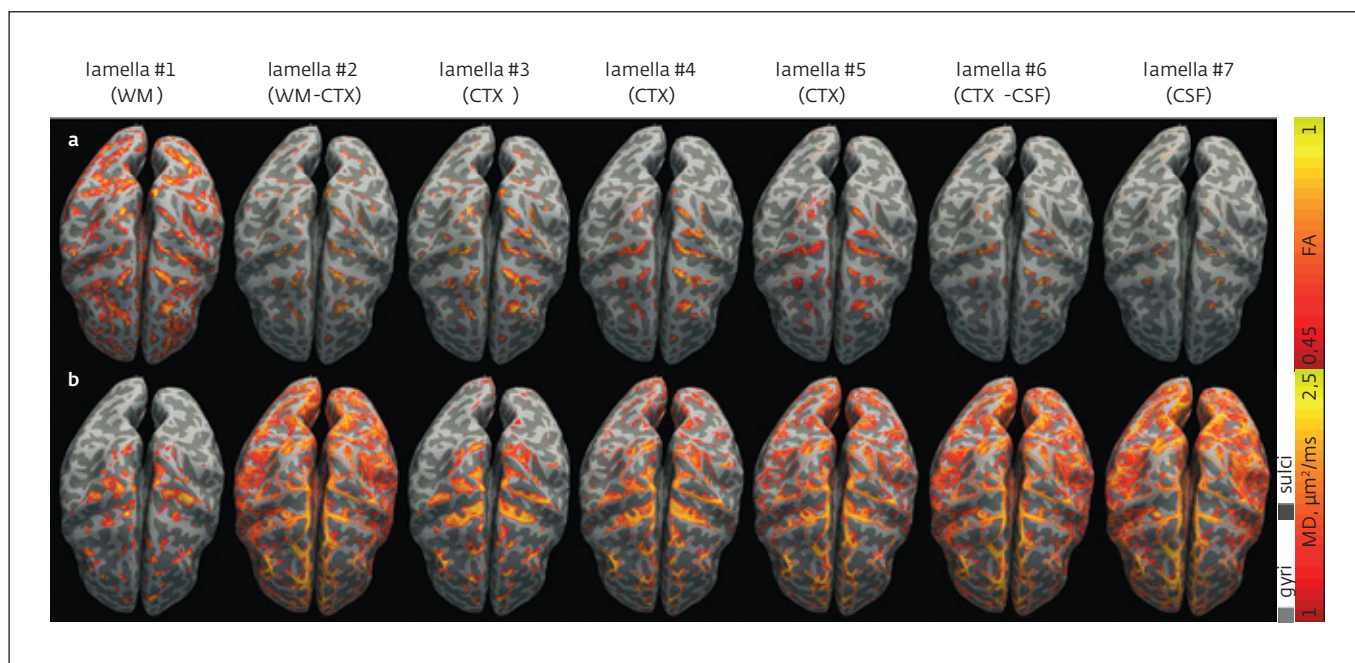 lamella #1
(WM )
lamella #2
(WM-CTX)
lamella #3
(CTX )
lamella #4
(CTX)
lamella #5
(CTX)
lamella #6
(CTX -CSF)
lamella #7
(CSF)
a
b
0,45 FA 1
1 MD, µm²/ms 2,5
gyri
sulci